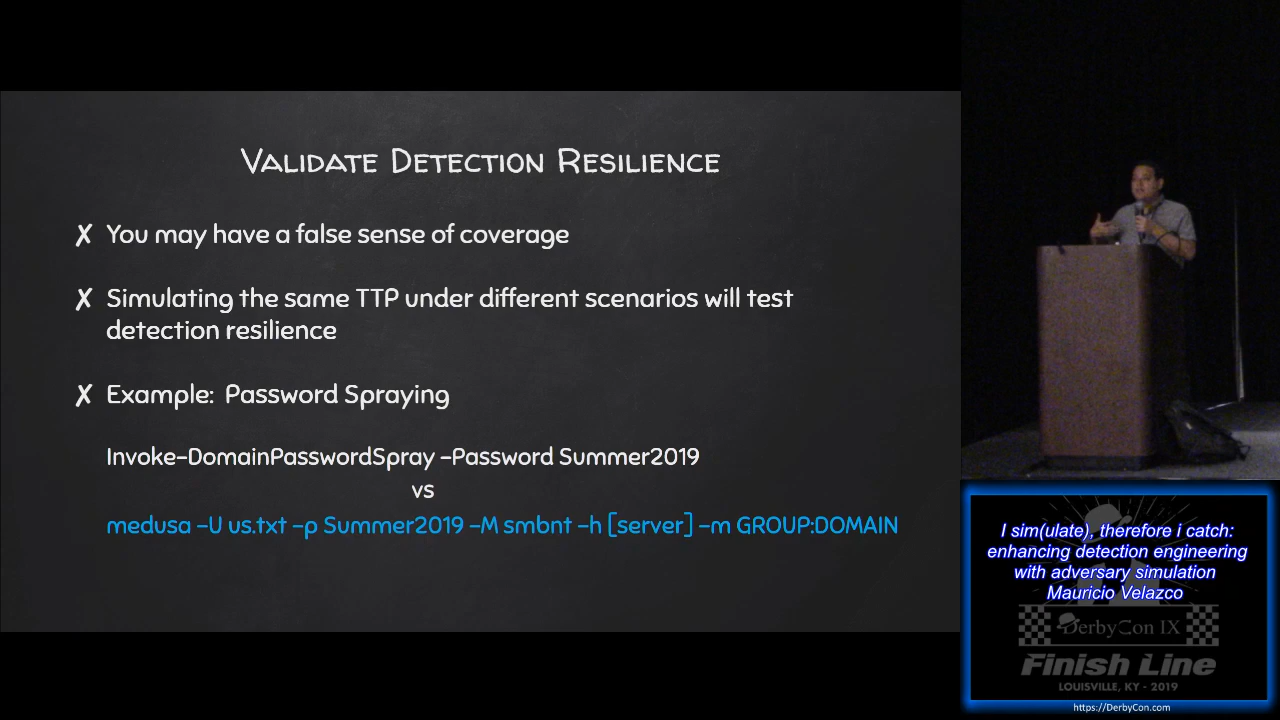 Validate Detection Resilience
✗ You may have a false sense of coverage
✗ Simulating the same TTP under different scenarios will test
detection resilience
✗ Example: Password Spraying
Invoke-DomainPasswordSpray -Password Summer2019
vs
medusa -U us.txt -p Summer2019 -M smbnt -h [server] -m GROUP:DOMAIN
I sim(ulate), therefore i catch:
enhancing detection engineering
with adversary simulation
Mauricio Velazco
DerbyCon IX
Finish Line
LOUISVILLE, KY - 2019
https://DerbyCon.com